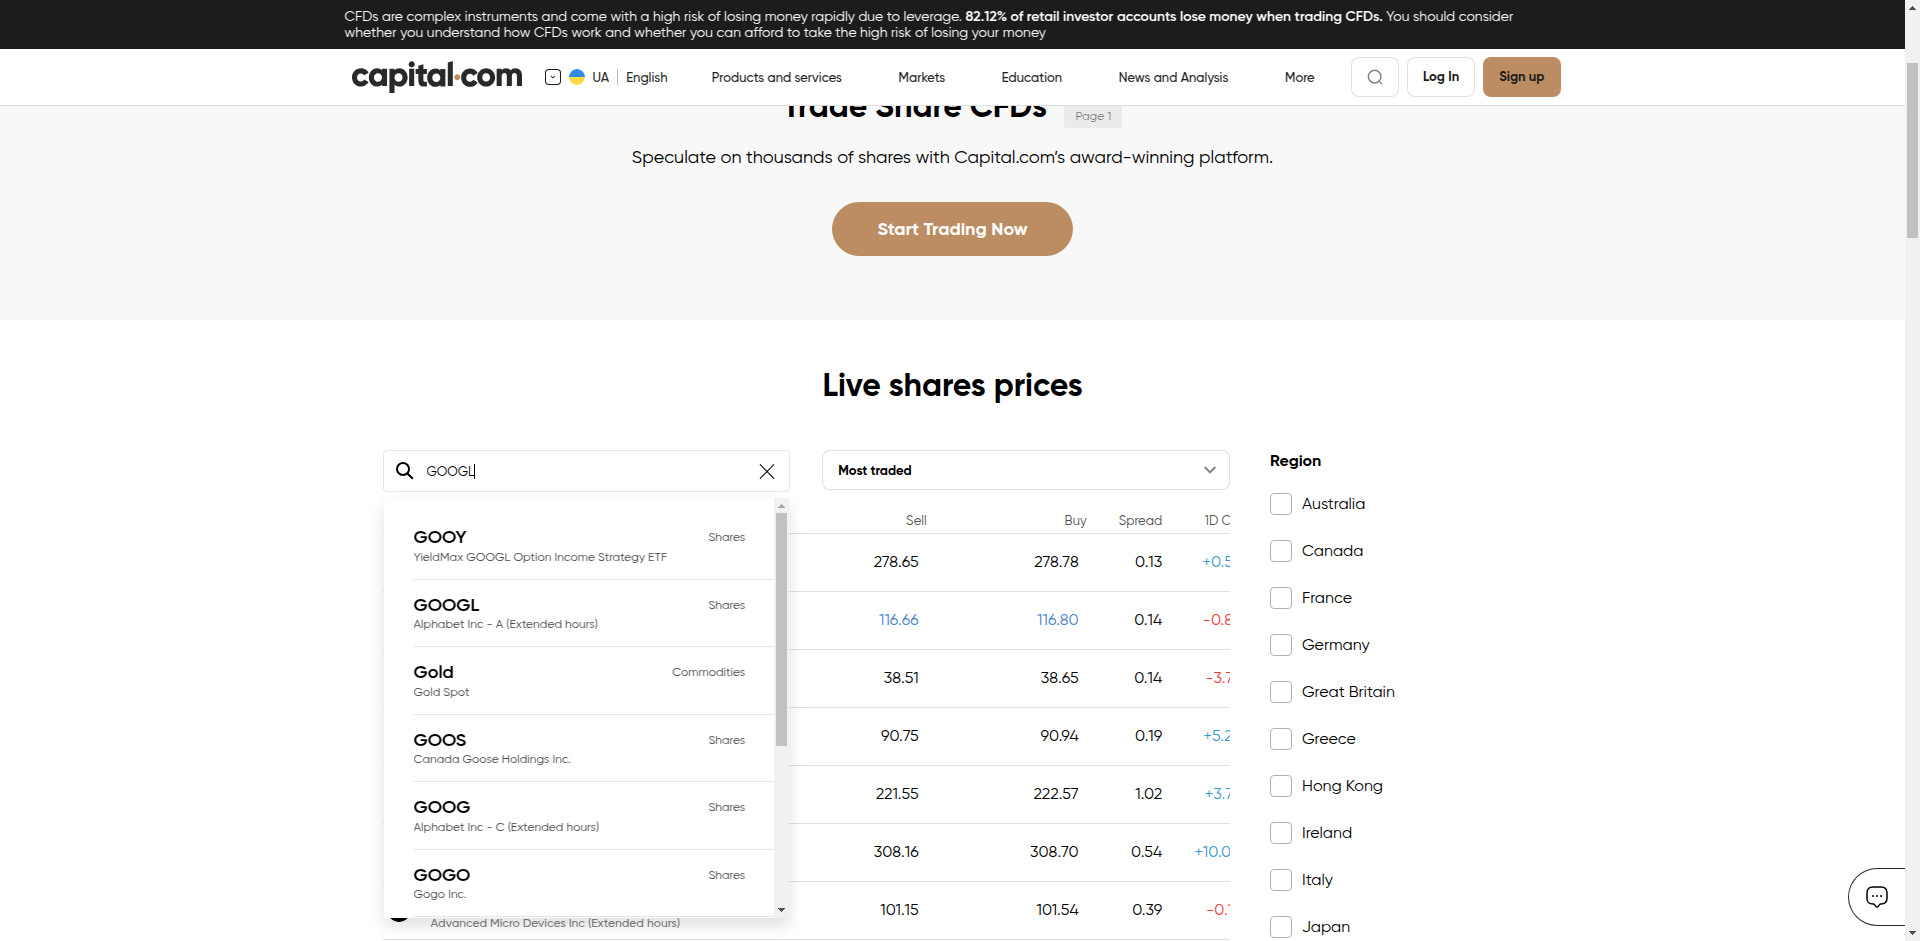 CFDs are complex instruments and come with a high risk of losing money rapidly due to leverage. 82.12% of retail investor accounts lose money when trading CFDs. You should consider
whether you understand how CFDs work and whether you can afford to take the high risk of losing your money
capital.com
UA English
Products and services
Markets
Education
News and Analysis
More
Log In
Sign up
Trade Share CFDs
Page 1
Speculate on thousands of shares with Capital.com's award-winning platform.
Start Trading Now
Live shares prices
GOOGL
Most traded
Sell Buy Spread 1D C
GOOY Shares
YieldMax GOOGL Option Income Strategy ETF
GOOGL Shares
Alphabet Inc - A (Extended hours)
Gold Commodities
Gold Spot
GOOS Shares
Canada Goose Holdings Inc.
GOOG Shares
Alphabet Inc - C (Extended hours)
GOGO Shares
Gogo Inc.
Advanced Micro Devices Inc (Extended hours)
278.65 278.78 0.13 +0.5
116.66 116.80 0.14 -0.8
38.51 38.65 0.14 -3.7
90.75 90.94 0.19 +5.2
221.55 222.57 1.02 +3.7
308.16 308.70 0.54 +10.0
101.15 101.54 0.39 -0.1
Region
Australia
Canada
France
Germany
Great Britain
Greece
Hong Kong
Ireland
Italy
Japan